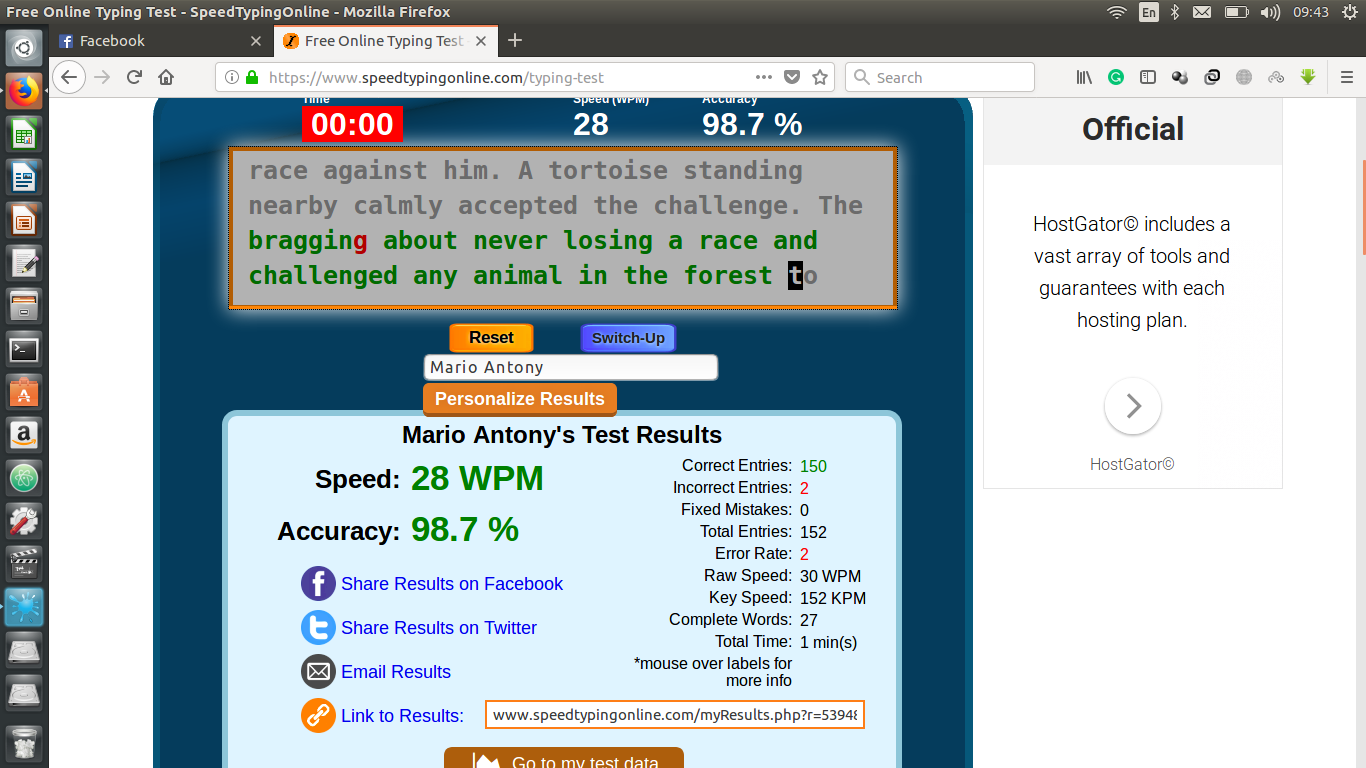 Free Online Typing Test - SpeedTypingOnline - Mozilla Firefox
En
09:43
Facebook
Free Online Typing Test
https://www.speedtypingonline.com/typing-test
Search
Time Speed (WPM) Accuracy
00:00 28 98.7 %
race against him. A tortoise standing
nearby calmly accepted the challenge. The
bragging about never losing a race and
challenged any animal in the forest to
Reset Switch-Up
Mario Antony
Personalize Results
Mario Antony's Test Results
Speed: 28 WPM
Accuracy: 98.7 %
Share Results on Facebook
Share Results on Twitter
Email Results
Link to Results: www.speedtypingonline.com/myResults.php?r=53948
Correct Entries: 150
Incorrect Entries: 2
Fixed Mistakes: 0
Total Entries: 152
Error Rate: 2
Raw Speed: 30 WPM
Key Speed: 152 KPM
Complete Words: 27
Total Time: 1 min(s)
*mouse over labels for
more info
Go to my test data
Official
HostGator© includes a
vast array of tools and
guarantees with each
hosting plan.
HostGator©